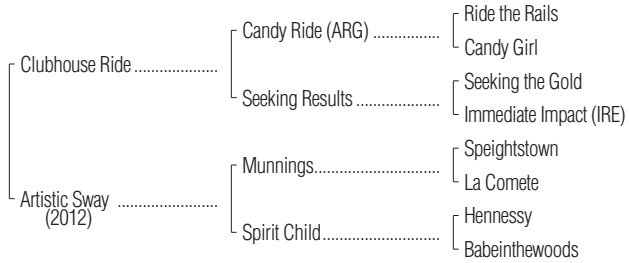 Ride the Rails
Candy Ride (ARG) ................
Candy Girl
Clubhouse Ride ....................
Seeking the Gold
Seeking Results ....................
Immediate Impact (IRE)
Speightstown
Munnings..............................
La Comete
Artistic Sway ........................
(2012)
Hennessy
Spirit Child............................
Babeinthewoods